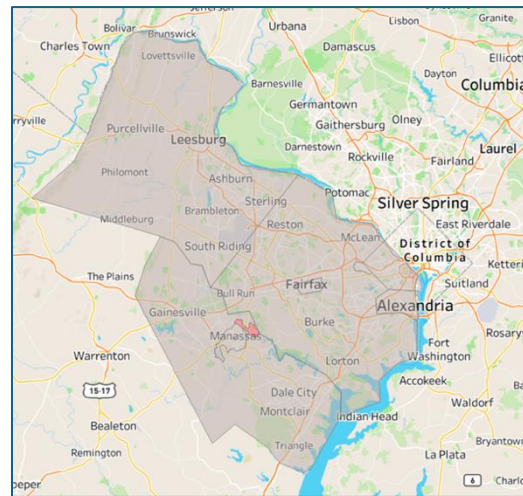 Bolivar
Brunswick
Jefferson
Urbana
Lisbon
Granite
Charles Town
Lovettsville
Damascus
Ellicott
Barnesville
Dayton
Germantown
Columbia
Gaithersburg
Olney
Purcellville
Leesburg
Darnestown
Laurel
Rockville
Fairland
Philomont
Ashburn
Potomac
Sterling
Silver Spring
Middleburg
Brambleton
Reston
McLean
East Riverdale
South Riding
District of
Columbia
Ketteri
The Plains
Bull Run
Fairfax
Suitland
Gainesville
Alexandria
Burke
Rosary
Manassas
Fort
Washington
Warrenton
Lorton
Accokeek
15-17
Dale City
Waldorf
Montclair
Indian Head
Bealeton
Bryantown
Remington
Triangle
La Plata
6